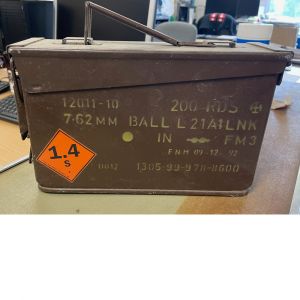 12011-10 200-RDS
7·62MM BALL L21A1LNK
IN FM3
FNM 09-12-92
0012 1305-99-978-8600
1.4
S